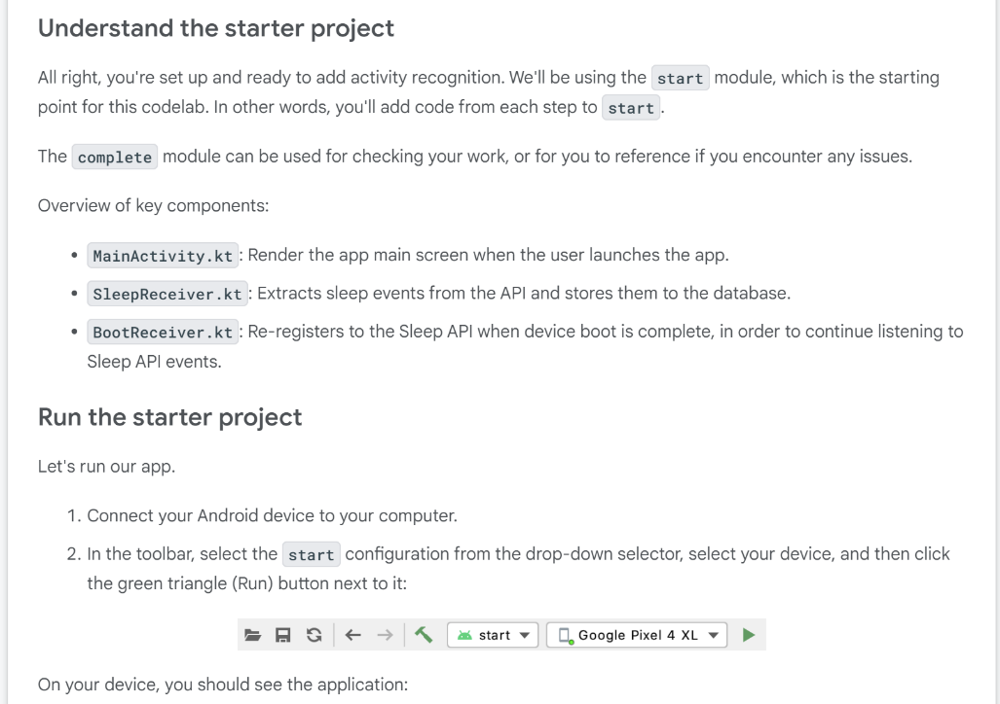 Understand the starter project
All right, you're set up and ready to add activity recognition. We'll be using the start module, which is the starting
point for this codelab. In other words, you'll add code from each step to start.
The complete module can be used for checking your work, or for you to reference if you encounter any issues.
Overview of key components:
• MainActivity.kt: Render the app main screen when the user launches the app.
• SleepReceiver.kt: Extracts sleep events from the API and stores them to the database.
• BootReceiver.kt: Re-registers to the Sleep API when device boot is complete, in order to continue listening to
Sleep API events.
Run the starter project
Let's run our app.
1. Connect your Android device to your computer.
2. In the toolbar, select the start configuration from the drop-down selector, select your device, and then click
the green triangle (Run) button next to it:
start Google Pixel 4 XL
On your device, you should see the application: